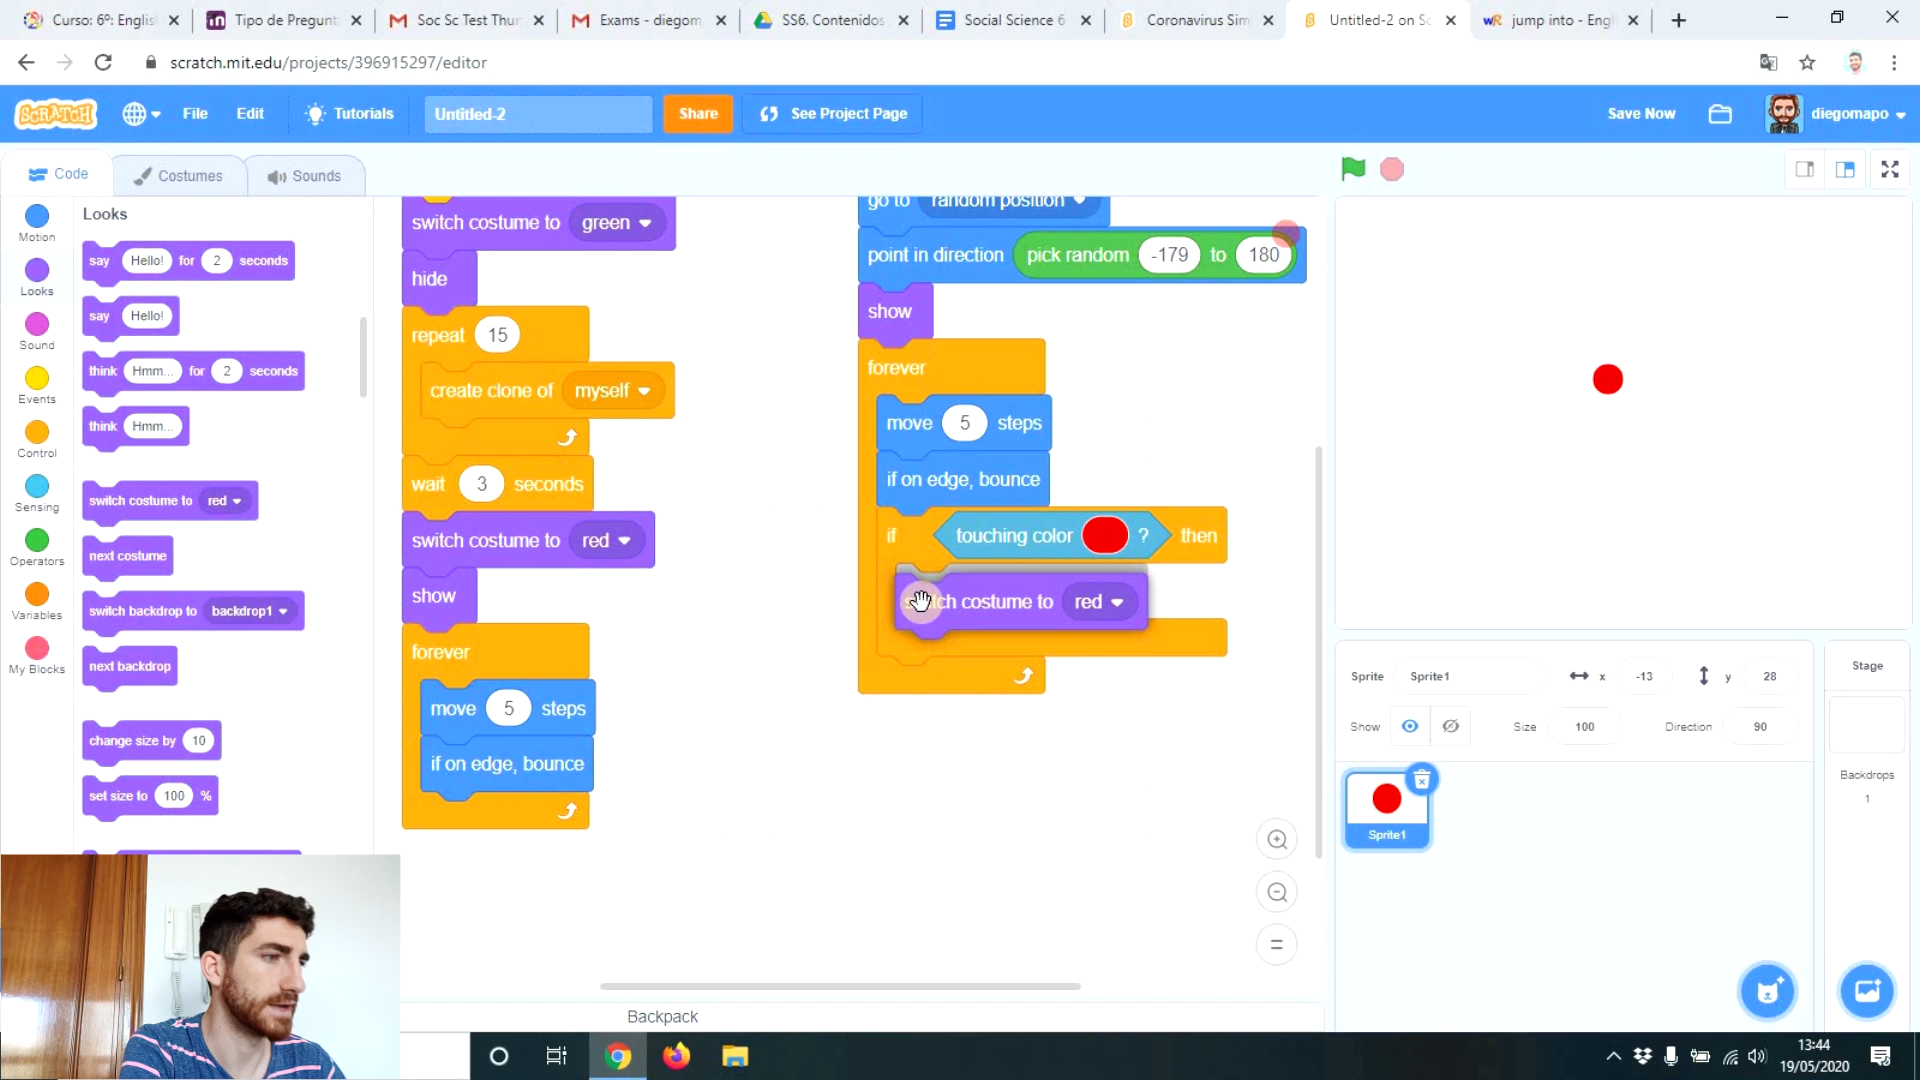 Curso: 6º: Englis
Tipo de Pregunt
Soc Sc Test Thur
Exams - diegom
SS6. Contenidos
Social Science 6
Coronavirus Sim
Untitled-2 on Sc
jump into - Engl
scratch.mit.edu/projects/396915297/editor
SCRATCH
File
Edit
Tutorials
Untitled-2
Share
See Project Page
Save Now
diegomapo
Code
Costumes
Sounds
Motion
Looks
Sound
Events
Control
Sensing
Operators
Variables
My Blocks
Looks
say Hello! for 2 seconds
say Hello!
think Hmm... for 2 seconds
think Hmm...
switch costume to red
next costume
switch backdrop to backdrop1
next backdrop
change size by 10
set size to 100 %
switch costume to green
hide
repeat 15
create clone of myself
wait 3 seconds
switch costume to red
show
forever
move 5 steps
if on edge, bounce
go to random position
point in direction pick random -179 to 180
show
forever
move 5 steps
if on edge, bounce
if touching color ? then
tch costume to red
Backpack
Sprite Sprite1 x -13 y 28
Show Size 100 Direction 90
Sprite1
Stage
Backdrops
1
13:44
19/05/2020